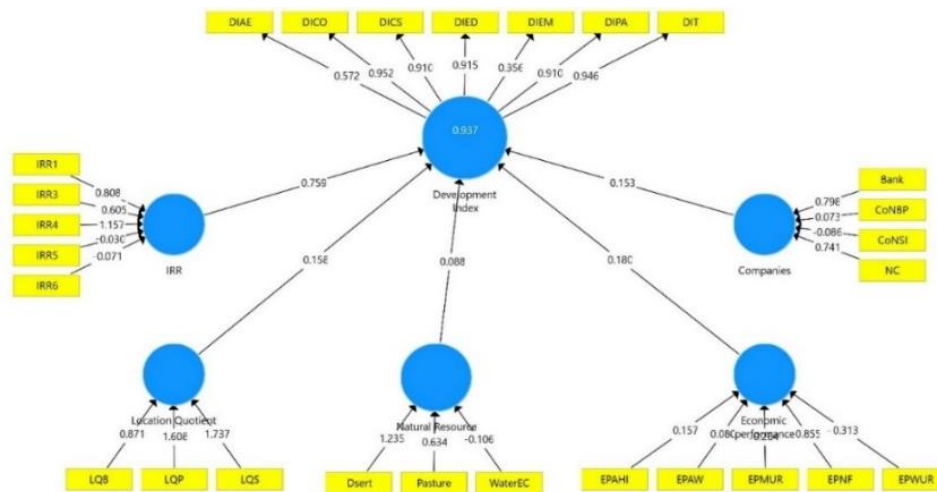 DIAE DICO DICS DIED DIEM DIPA DIT
0.572 0.952 0.910 0.915 0.356 0.910 0.946
0.937
Development
Index
IRR1
IRR3
IRR4
IRR5
IRR6
0.808
0.605
1.157
-0.030
-0.071
IRR
0.759
0.153
Bank
CoNBP
CoNSI
NC
0.798
0.073
-0.086
0.741
Companies
0.158
0.088
0.180
Location Quotient
0.871 1.608 1.737
LQB LQP LQS
Natural Resource
1.235 0.634 -0.106
Dsert Pasture WaterEC
Economic
performance
0.157 0.855 -0.313
EPAHI EPAW EPMUR EPNF EPWUR